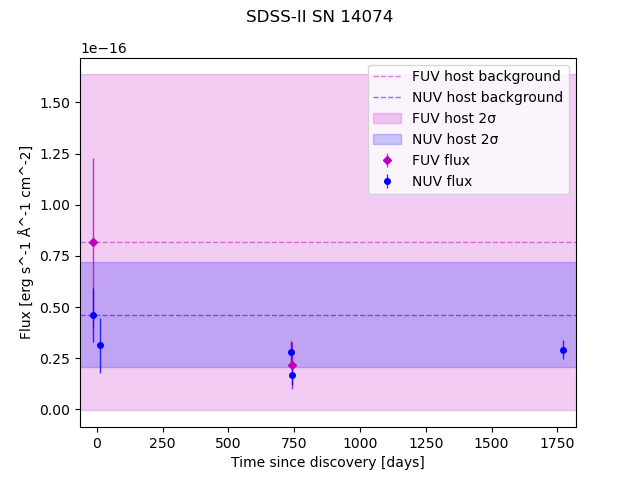 SDSS-II SN 14074
1e−16
FUV host background
NUV host background
FUV host 2σ
NUV host 2σ
FUV flux
NUV flux
1.50
1.25
1.00
0.75
0.50
0.25
0.00
Flux [erg s^-1 Å^-1 cm^-2]
0 250 500 750 1000 1250 1500 1750
Time since discovery [days]